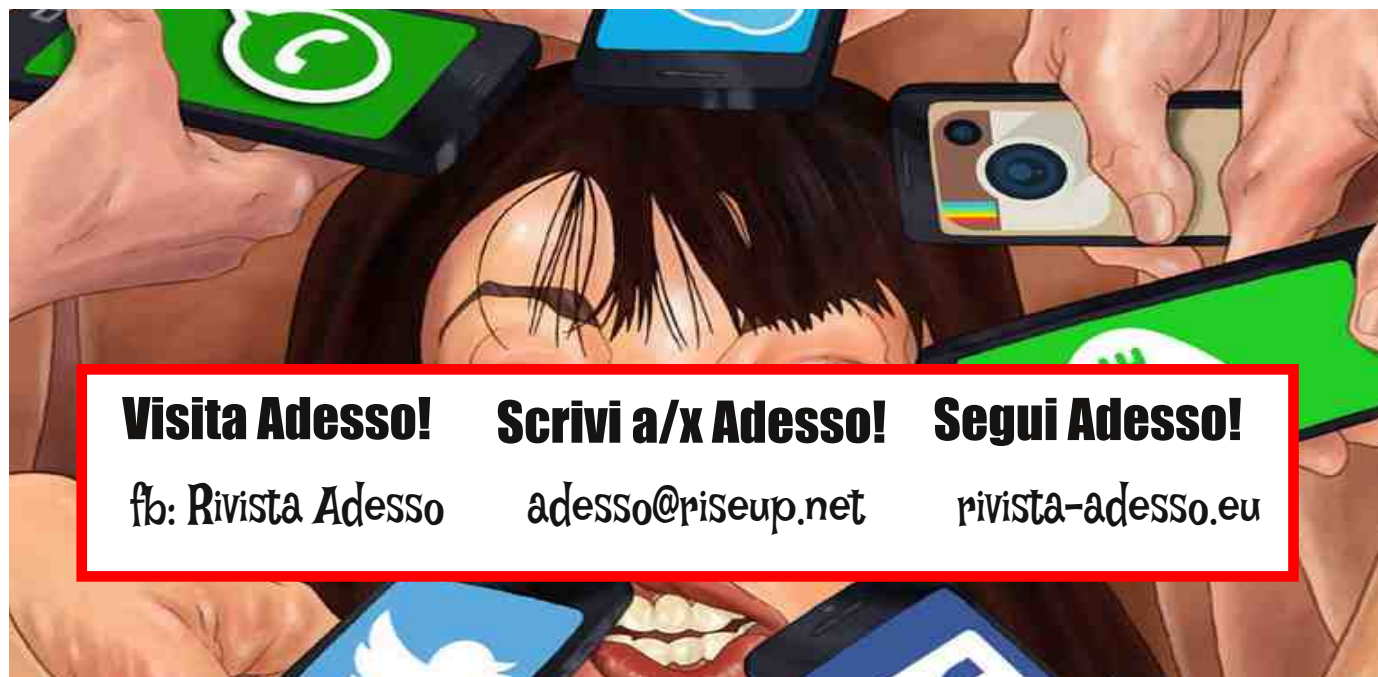 Visita Adesso!
Scrivi a/x Adesso!
Segui Adesso!
fb: Rivista Adesso
adesso@riseup.net
rivista-adesso.eu